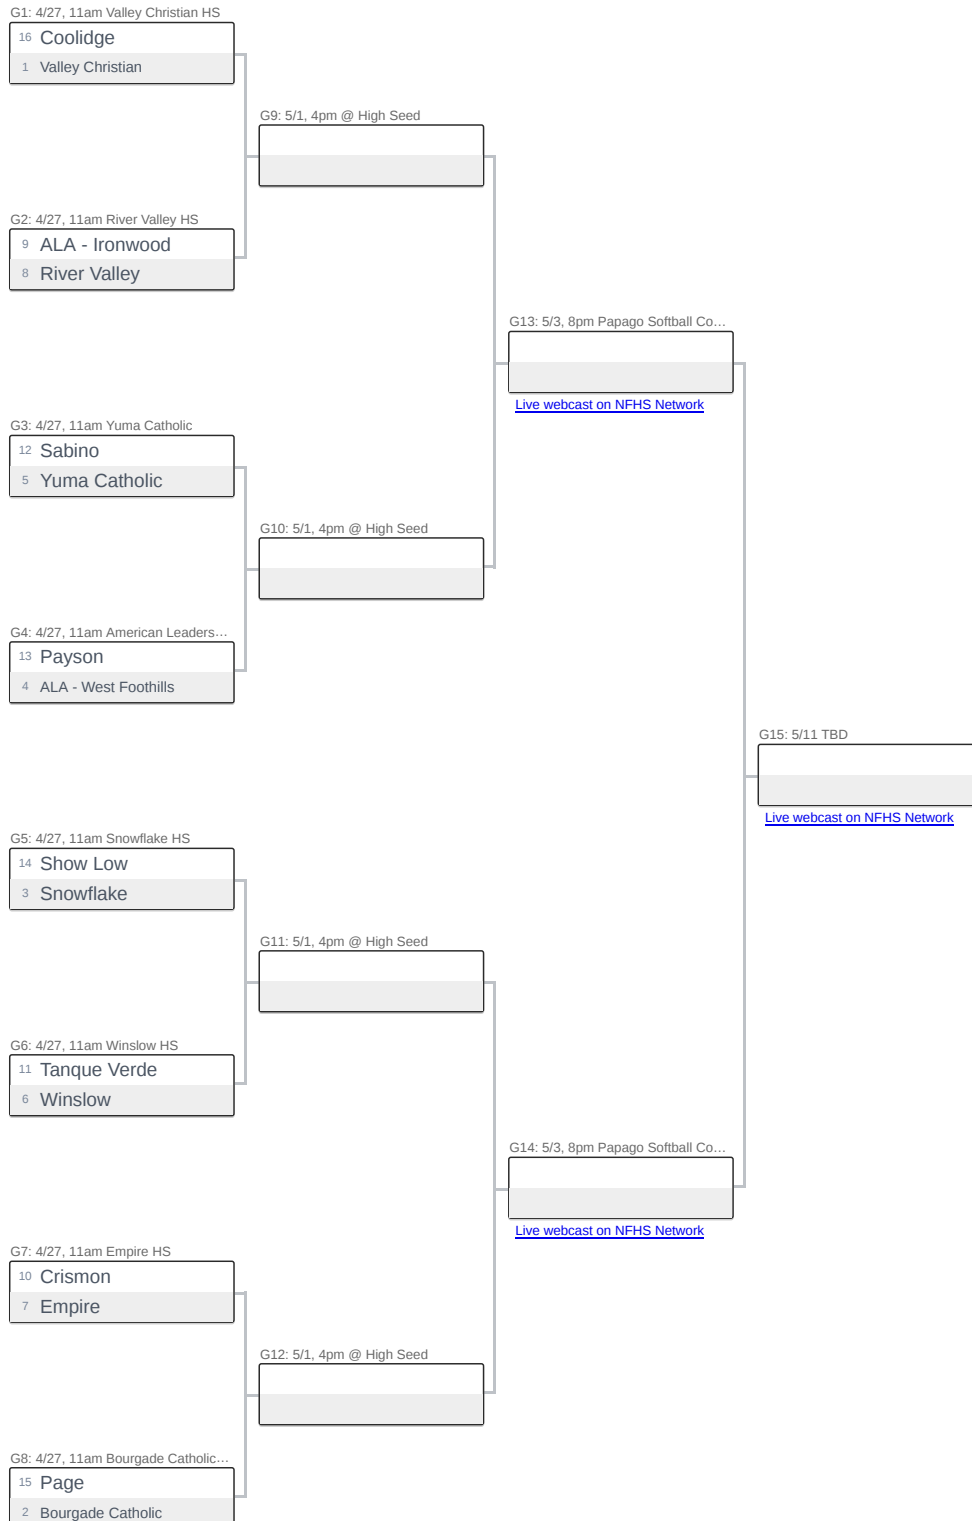 G1: 4/27, 11am Valley Christian HS
16 Coolidge
1 Valley Christian
G9: 5/1, 4pm @ High Seed
G2: 4/27, 11am River Valley HS
9 ALA - Ironwood
8 River Valley
G13: 5/3, 8pm Papago Softball Co…
Live webcast on NFHS Network
G3: 4/27, 11am Yuma Catholic
12 Sabino
5 Yuma Catholic
G10: 5/1, 4pm @ High Seed
G4: 4/27, 11am American Leaders…
13 Payson
4 ALA - West Foothills
G15: 5/11 TBD
Live webcast on NFHS Network
G5: 4/27, 11am Snowflake HS
14 Show Low
3 Snowflake
G11: 5/1, 4pm @ High Seed
G6: 4/27, 11am Winslow HS
11 Tanque Verde
6 Winslow
G14: 5/3, 8pm Papago Softball Co…
Live webcast on NFHS Network
G7: 4/27, 11am Empire HS
10 Crismon
7 Empire
G12: 5/1, 4pm @ High Seed
G8: 4/27, 11am Bourgade Catholic…
15 Page
2 Bourgade Catholic